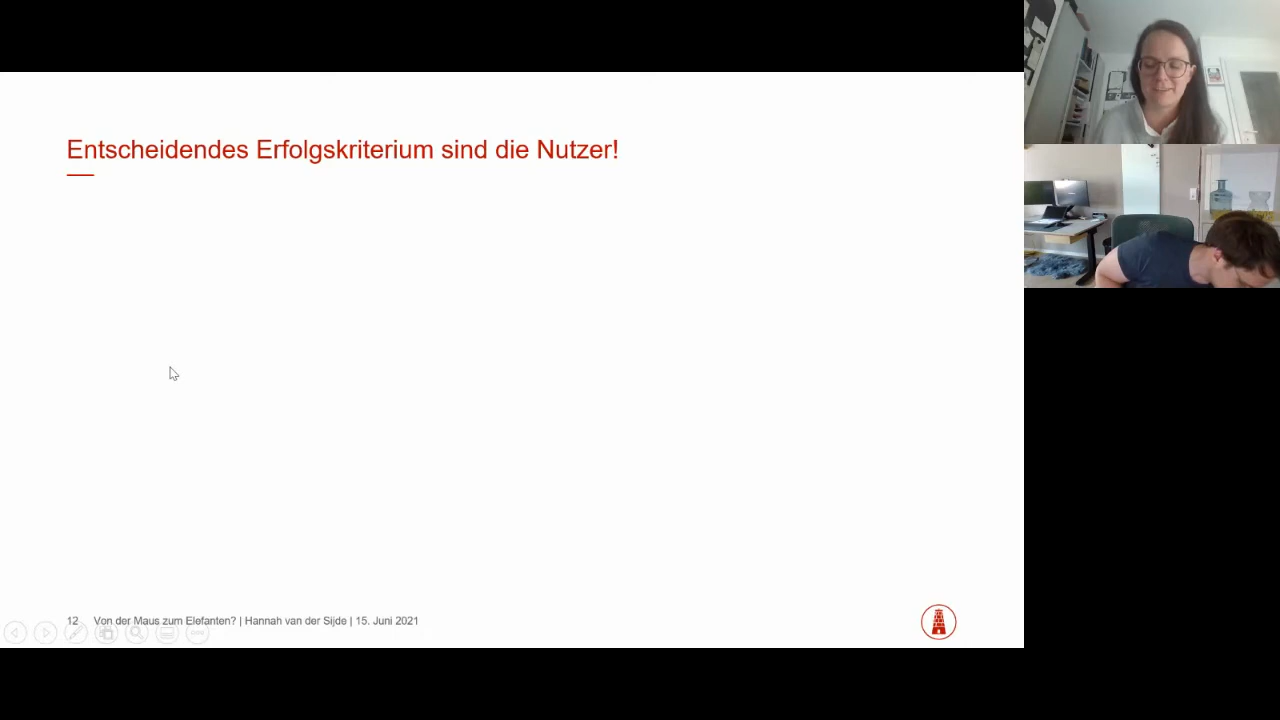 Entscheidendes Erfolgskriterium sind die Nutzer!
12 Von der Maus zum Elefanten? | Hannah van der Sijde | 15. Juni 2021